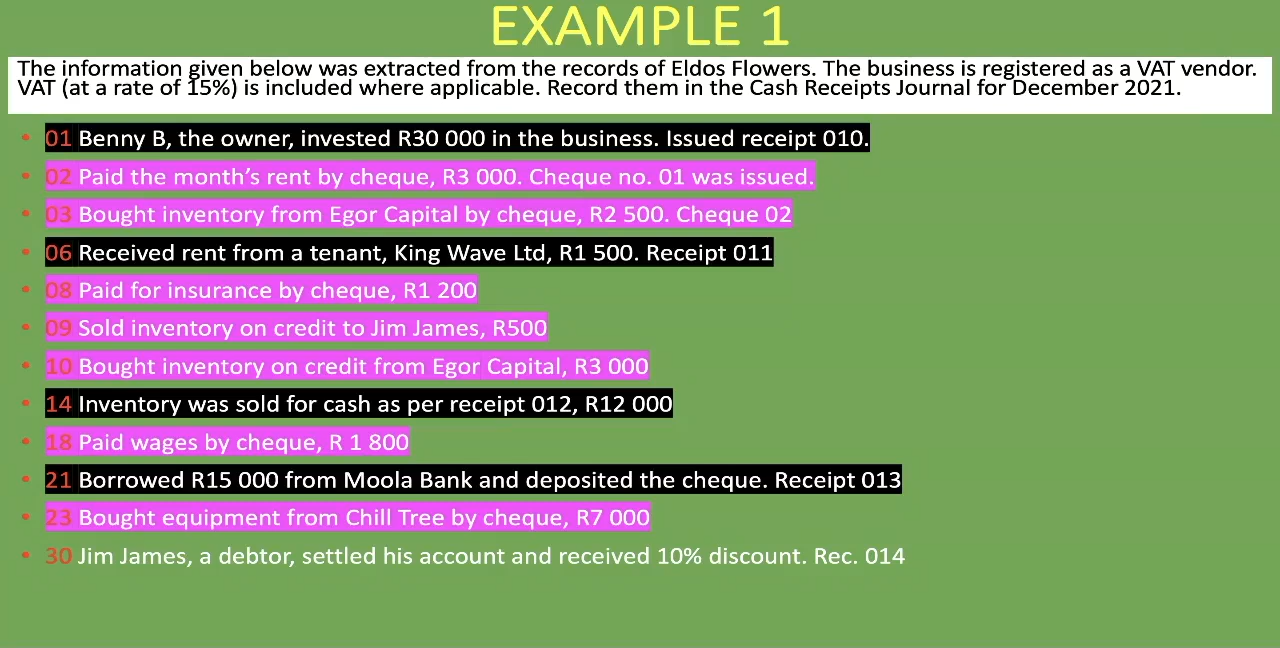 EXAMPLE 1
The information given below was extracted from the records of Eldos Flowers. The business is registered as a VAT vendor.
VAT (at a rate of 15%) is included where applicable. Record them in the Cash Receipts Journal for December 2021.
• 01 Benny B, the owner, invested R30 000 in the business. Issued receipt 010.
• 02 Paid the month’s rent by cheque, R3 000. Cheque no. 01 was issued.
• 03 Bought inventory from Egor Capital by cheque, R2 500. Cheque 02
• 06 Received rent from a tenant, King Wave Ltd, R1 500. Receipt 011
• 08 Paid for insurance by cheque, R1 200
• 09 Sold inventory on credit to Jim James, R500
• 10 Bought inventory on credit from Egor Capital, R3 000
• 14 Inventory was sold for cash as per receipt 012, R12 000
• 18 Paid wages by cheque, R 1 800
• 21 Borrowed R15 000 from Moola Bank and deposited the cheque. Receipt 013
• 23 Bought equipment from Chill Tree by cheque, R7 000
• 30 Jim James, a debtor, settled his account and received 10% discount. Rec. 014